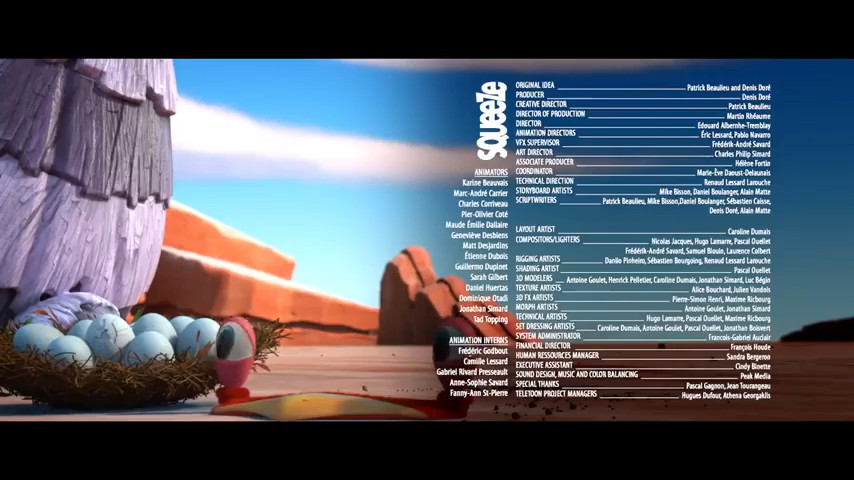 squeeze
ANIMATORS
Karine Beauvais
Marc-André Carrier
Charles Corriveau
Pier-Olivier Coté
Maude Émilie Dallaire
Geneviève Desbiens
Matt Desjardins
Étienne Dubois
Guillermo Dupinet
Sarah Gilbert
Daniel Huertas
Dominique Otadi
Jonathan Simard
Tad Topping
ANIMATION INTERNS
Frédéric Godbout
Camille Lessard
Gabriel Rivard Presseault
Anne-Sophie Savard
Fanny-Ann St-Pierre
ORIGINAL IDEA Patrick Beaulieu and Denis Doré
PRODUCER Denis Doré
CREATIVE DIRECTOR Patrick Beaulieu
DIRECTOR OF PRODUCTION Martin Rhéaume
DIRECTOR Edouard Albernhe-Tremblay
ANIMATION DIRECTORS Éric Lessard, Pablo Navarro
VFX SUPERVISOR Frédérik-André Savard
ART DIRECTOR Charles Philip Simard
ASSOCIATE PRODUCER Hélène Fortin
COORDINATOR Marie-Ève Daoust-Delaunais
TECHNICAL DIRECTION Renaud Lessard Larouche
STORYBOARD ARTISTS Mike Bisson, Daniel Boulanger, Alain Matte
SCRIPTWRITERS Patrick Beaulieu, Mike Bisson,Daniel Boulanger, Sébastien Caisse,
Denis Doré, Alain Matte
LAYOUT ARTIST Caroline Dumais
COMPOSITORS/LIGHTERS Nicolas Jacques, Hugo Lamarre, Pascal Ouellet
Frédérik-André Savard, Samuel Blouin, Laurence Colbert
RIGGING ARTISTS Danilo Pinheiro, Sébastien Bourgoing, Renaud Lessard Larouche
SHADING ARTIST Pascal Ouellet
3D MODELERS Antoine Goulet, Henrick Pelletier, Caroline Dumais, Jonathan Simard, Luc Bégin
TEXTURE ARTISTS Alice Bouchard, Julien Vandois
3D FX ARTISTS Pierre-Simon Henri, Maxime Ricbourg
MORPH ARTISTS Antoine Goulet, Jonathan Simard
TECHNICAL ARTISTS Hugo Lamarre, Pascal Ouellet, Maxime Ricbourg
SET DRESSING ARTISTS Caroline Dumais, Antoine Goulet, Pascal Ouellet, Jonathan Boisvert
SYSTEM ADMINISTRATOR Francois-Gabriel Auclair
FINANCIAL DIRECTOR François Houde
HUMAN RESSOURCES MANAGER Sandra Bergeron
EXECUTIVE ASSISTANT Cindy Binette
SOUND DESIGN, MUSIC AND COLOR BALANCING Peak Media
SPECIAL THANKS Pascal Gagnon, Jean Tourangeau
TELETOON PROJECT MANAGERS Hugues Dufour, Athena Georgaklis